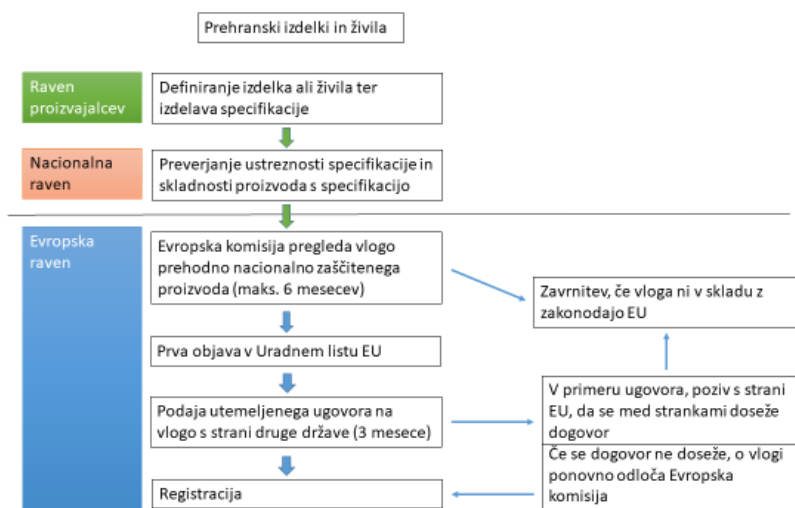 Prehranski izdelki in živila
Raven
proizvajalcev
Definiranje izdelka ali živila ter
izdelava specifikacije
Nacionalna
raven
Preverjanje ustreznosti specifikacije in
skladnosti proizvoda s specifikacijo
Evropska
raven
Evropska komisija pregleda vlogo
prehodno nacionalno zaščitenega
proizvoda (maks. 6 mesecev)
Zavrnitev, če vloga ni v skladu z
zakonodajo EU
Prva objava v Uradnem listu EU
Podaja utemeljenega ugovora na
vlogo s strani druge države (3 mesece)
V primeru ugovora, poziv s strani
EU, da se med strankami doseže
dogovor
Če se dogovor ne doseže, o vlogi
ponovno odloča Evropska
komisija
Registracija